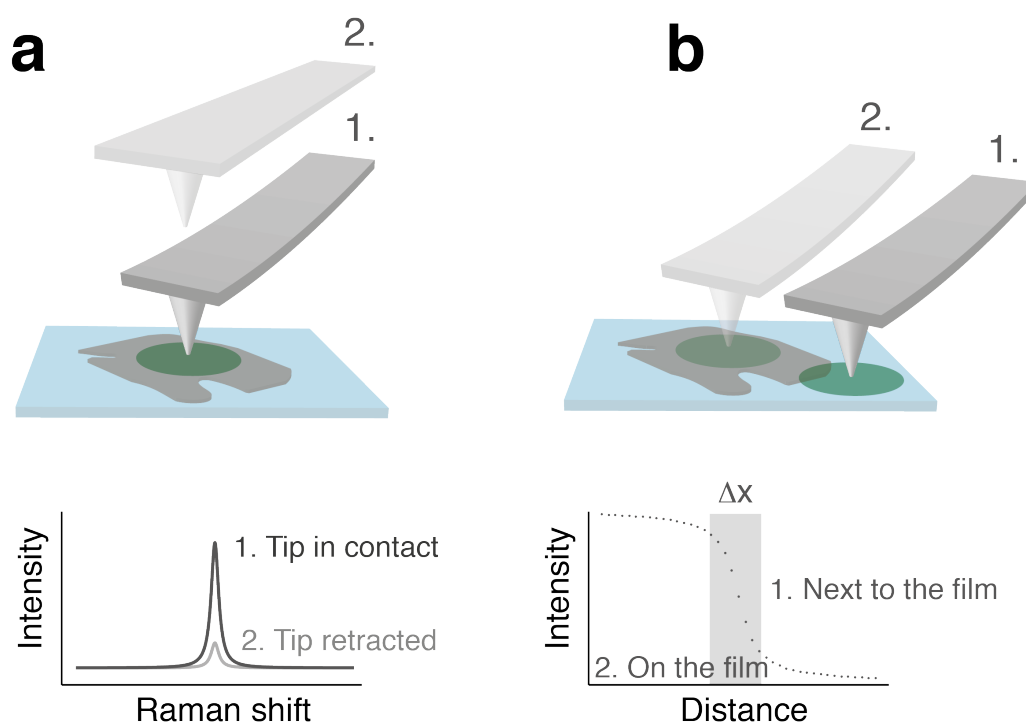 a
2.
1.
b
2.
1.
Intensity
1. Tip in contact
2. Tip retracted
Raman shift
Δx
Intensity
1. Next to the film
2. On the film
Distance